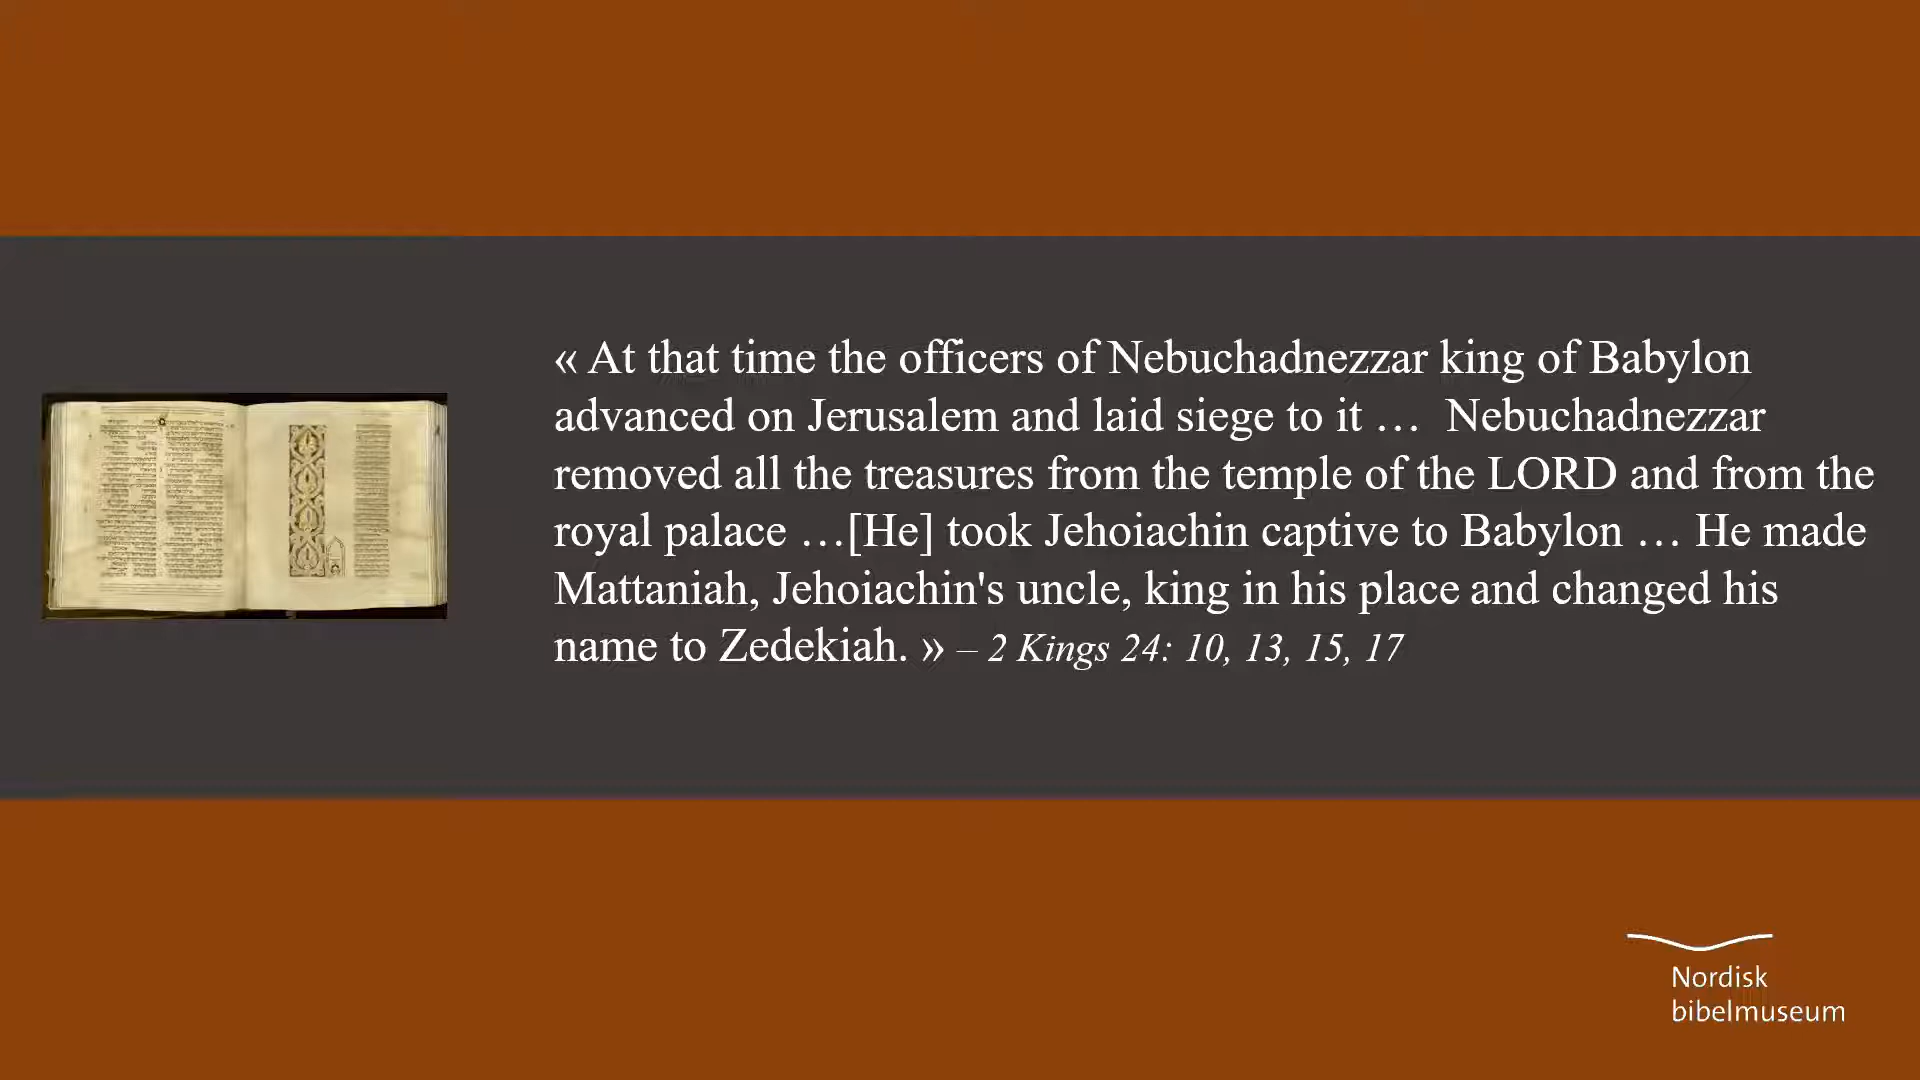 « At that time the officers of Nebuchadnezzar king of Babylon
advanced on Jerusalem and laid siege to it …  Nebuchadnezzar
removed all the treasures from the temple of the LORD and from the
royal palace …[He] took Jehoiachin captive to Babylon … He made
Mattaniah, Jehoiachin's uncle, king in his place and changed his
name to Zedekiah. » – 2 Kings 24: 10, 13, 15, 17
Nordisk
bibelmuseum